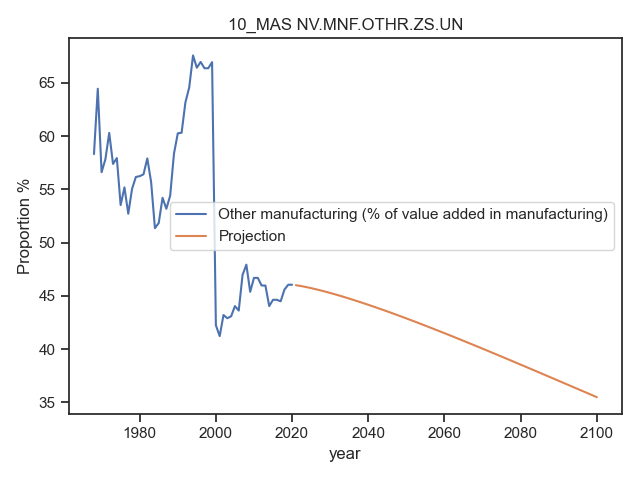 10_MAS NV.MNF.OTHR.ZS.UN
Proportion %
65
60
55
50
45
40
35
Other manufacturing (% of value added in manufacturing)
Projection
1980 2000 2020 2040 2060 2080 2100
year